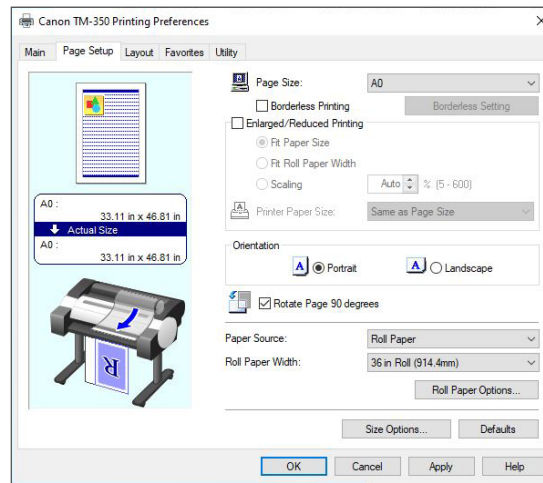 Canon TM-350 Printing Preferences
Main Page Setup Layout Favorites Utility
Page Size: A0
Borderless Printing Borderless Setting
Enlarged/Reduced Printing
Fit Paper Size
Fit Roll Paper Width
Scaling Auto % (5 - 600)
Printer Paper Size: Same as Page Size
A0 :
33.11 in x 46.81 in
Actual Size
A0 :
33.11 in x 46.81 in
Orientation
A Portrait A Landscape
Rotate Page 90 degrees
R
Paper Source: Roll Paper
Roll Paper Width: 36 in Roll (914.4mm)
Roll Paper Options...
Size Options... Defaults
OK Cancel Apply Help